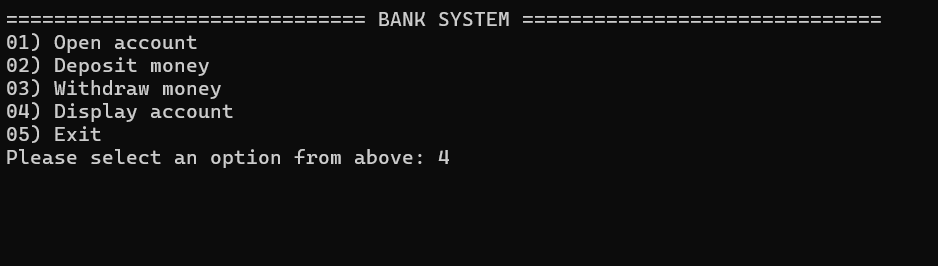 ============================== BANK SYSTEM ==============================
01) Open account
02) Deposit money
03) Withdraw money
04) Display account
05) Exit
Please select an option from above: 4